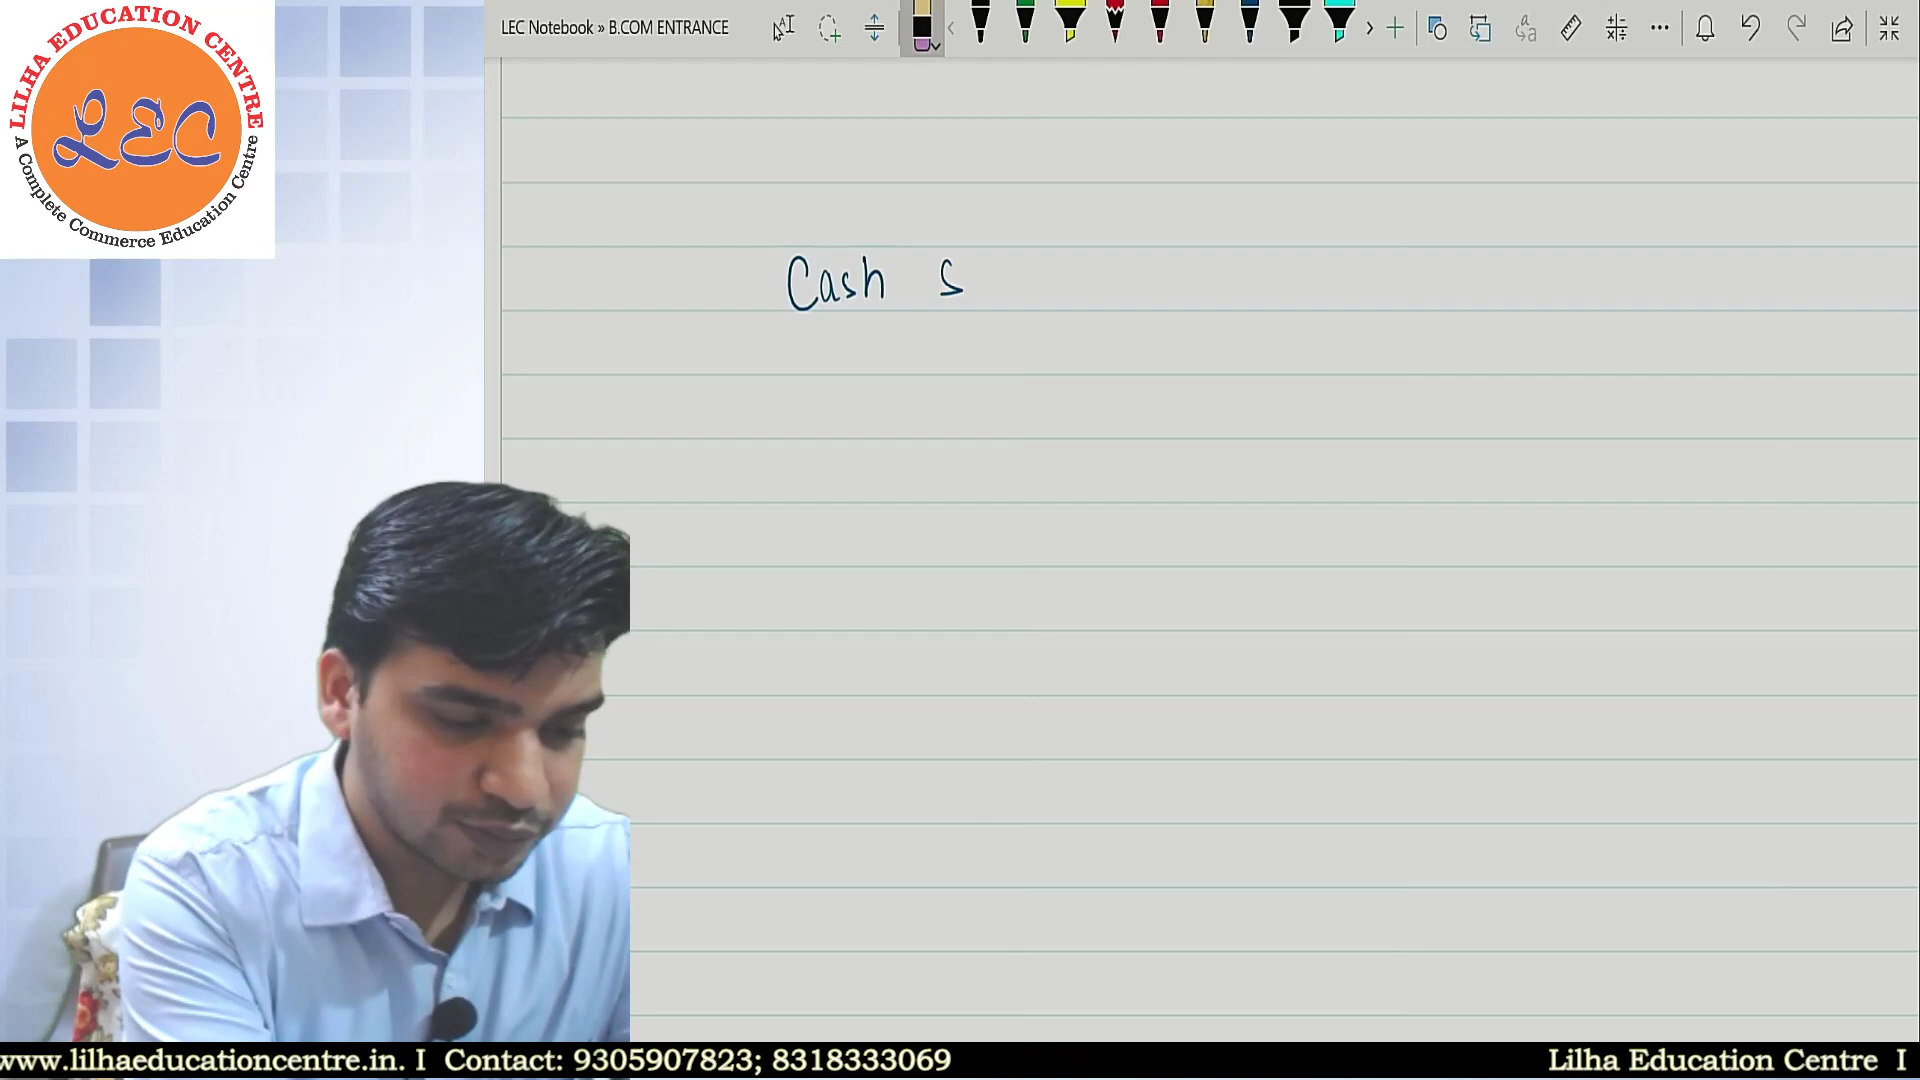 LILHA EDUCATION CENTRE
LEC
A Complete Commerce Education Centre
LEC Notebook » B.COM ENTRANCE
Cash S
www.lilhaeducationcentre.in. I Contact: 9305907823; 8318333069
Lilha Education Centre I